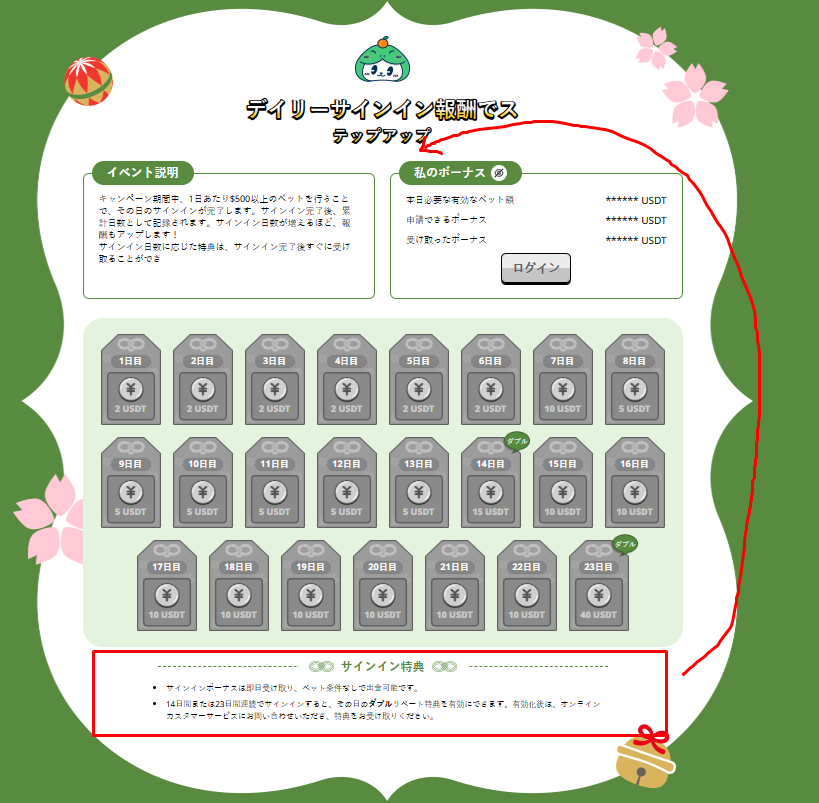 デイリーサインイン報酬でス
テップアップ
イベント説明
キャンペーン期間中、1日あたり$500以上のベットを行うこと
で、その日のサインインが完了します。サインイン完了後、累
計日数として記録されます。サインイン日数が増えるほど、報
酬もアップします！
サインイン日数に応じた特典は、サインイン完了後すぐに受け
取ることができ
私のボーナス
本日必要な有効なベット額 ****** USDT
申請できるボーナス ****** USDT
受け取ったボーナス ****** USDT
ログイン
1日目 2日目 3日目 4日目 5日目 6日目 7日目 8日目
¥ ¥ ¥ ¥ ¥ ¥ ¥ ¥
2 USDT 2 USDT 2 USDT 2 USDT 2 USDT 2 USDT 10 USDT 5 USDT
ダブル
9日目 10日目 11日目 12日目 13日目 14日目 15日目 16日目
¥ ¥ ¥ ¥ ¥ ¥ ¥ ¥
5 USDT 5 USDT 5 USDT 5 USDT 5 USDT 15 USDT 10 USDT 10 USDT
ダブル
17日目 18日目 19日目 20日目 21日目 22日目 23日目
¥ ¥ ¥ ¥ ¥ ¥ ¥
10 USDT 10 USDT 10 USDT 10 USDT 10 USDT 10 USDT 40 USDT
サインイン特典
• サインインボーナスは即日受け取り、ベット条件なしで出金可能です。
• 14日間または23日間連続でサインインすると、その日のダブルリベート特典を有効にできます。有効化後は、オンライン
カスタマーサービスにお問い合わせいただき、特典をお受け取りください。